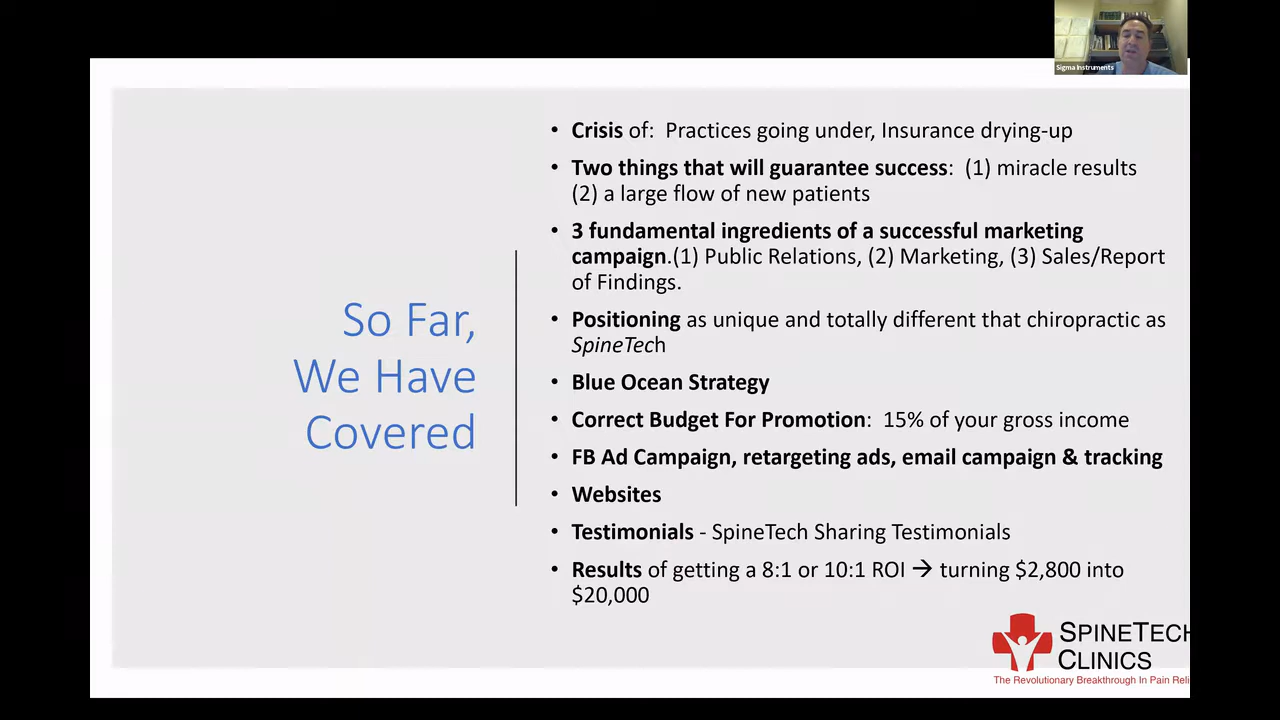 Sigma Instruments
So Far,
We Have
Covered
• Crisis of: Practices going under, Insurance drying-up
• Two things that will guarantee success: (1) miracle results
(2) a large flow of new patients
• 3 fundamental ingredients of a successful marketing
campaign.(1) Public Relations, (2) Marketing, (3) Sales/Report
of Findings.
• Positioning as unique and totally different that chiropractic as
SpineTech
• Blue Ocean Strategy
• Correct Budget For Promotion: 15% of your gross income
• FB Ad Campaign, retargeting ads, email campaign & tracking
• Websites
• Testimonials - SpineTech Sharing Testimonials
• Results of getting a 8:1 or 10:1 ROI → turning $2,800 into
$20,000
SPINETECH
CLINICS
The Revolutionary Breakthrough In Pain Reli